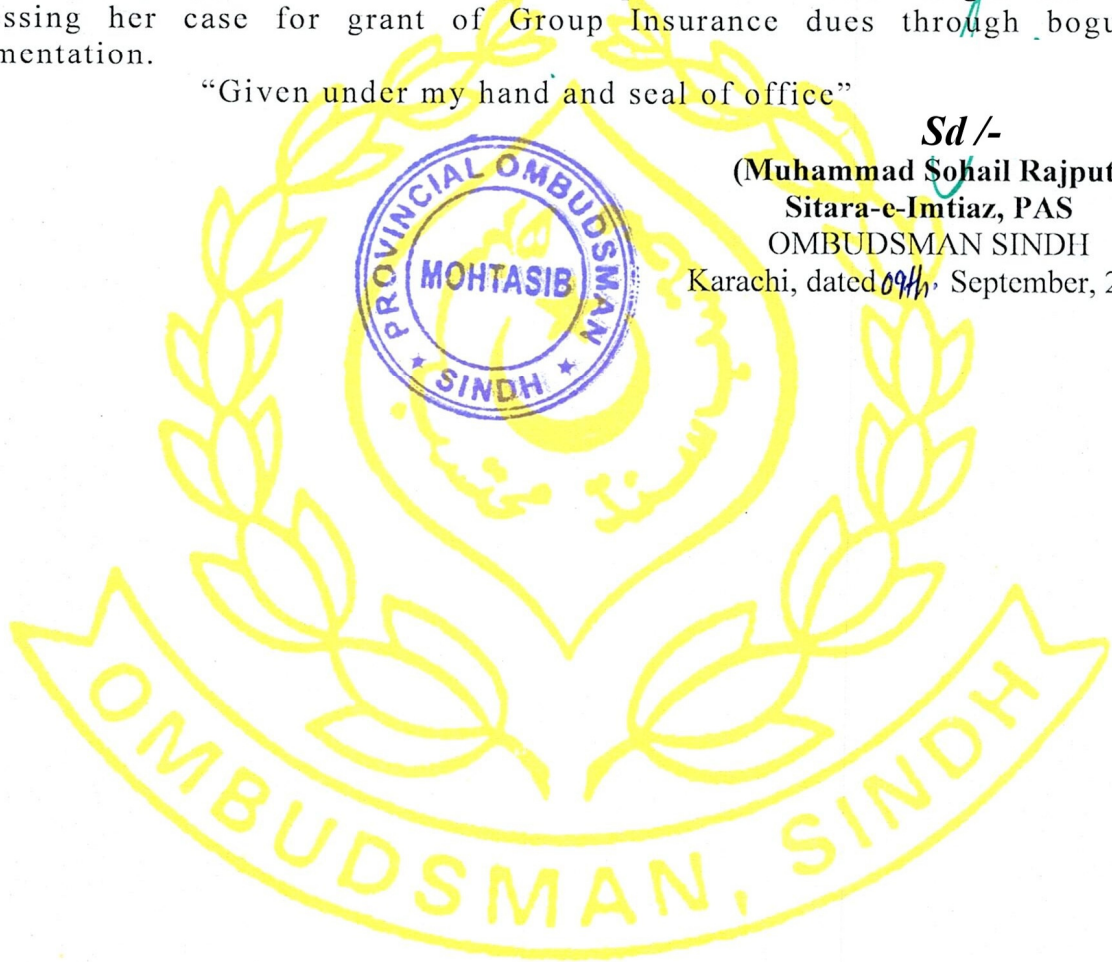 ssing her case for grant of Group Insurance dues through bogu
mentation.
“Given under my hand and seal of office”
Sd /-
(Muhammad Sohail Rajput
Sitara-e-Imtiaz, PAS
OMBUDSMAN SINDH
Karachi, dated 09th, September, 2
PROVINCIAL OMBUDSMAN
MOHTASIB
★ SINDH ★
OMBUDSMAN, SINDH